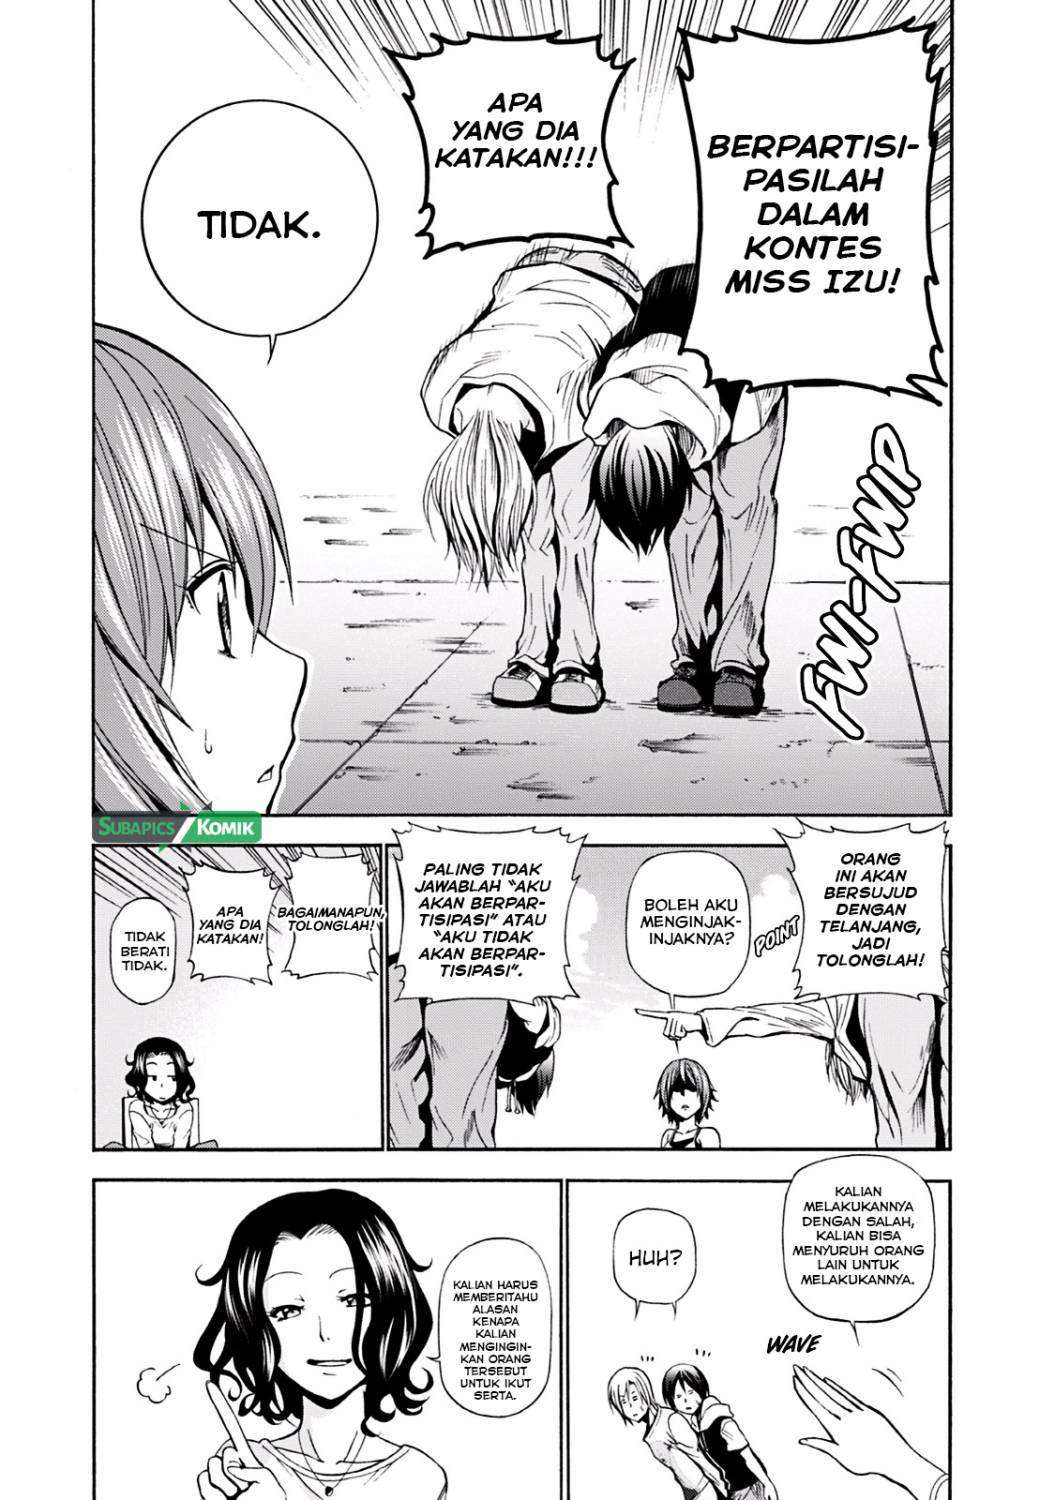 BERPARTISI-
PASILAH
DALAM
KONTES
MISS IZU!
APA
YANG DIA
KATAKAN!!!
TIDAK.
FWI-FWIP
SUBAPICS KOMIK
ORANG
INI AKAN
BERSUJUD
DENGAN
TELANJANG,
JADI
TOLONGLAH!
POINT
BOLEH AKU
MENGINJAK-
INJAKNYA?
PALING TIDAK
JAWABLAH "AKU
AKAN BERPAR-
TISIPASI" ATAU
"AKU TIDAK
AKAN BERPAR-
TISIPASI".
BAGAIMANAPUN,
TOLONGLAH!
APA
YANG DIA
KATAKAN!
TIDAK
BERATI
TIDAK.
KALIAN
MELAKUKANNYA
DENGAN SALAH,
KALIAN BISA
MENYURUH ORANG
LAIN UNTUK
MELAKUKANNYA.
HUH?
WAVE
KALIAN HARUS
MEMBERITAHU
ALASAN
KENAPA
KALIAN
MENGINGIN-
KAN ORANG
TERSEBUT
UNTUK IKUT
SERTA.